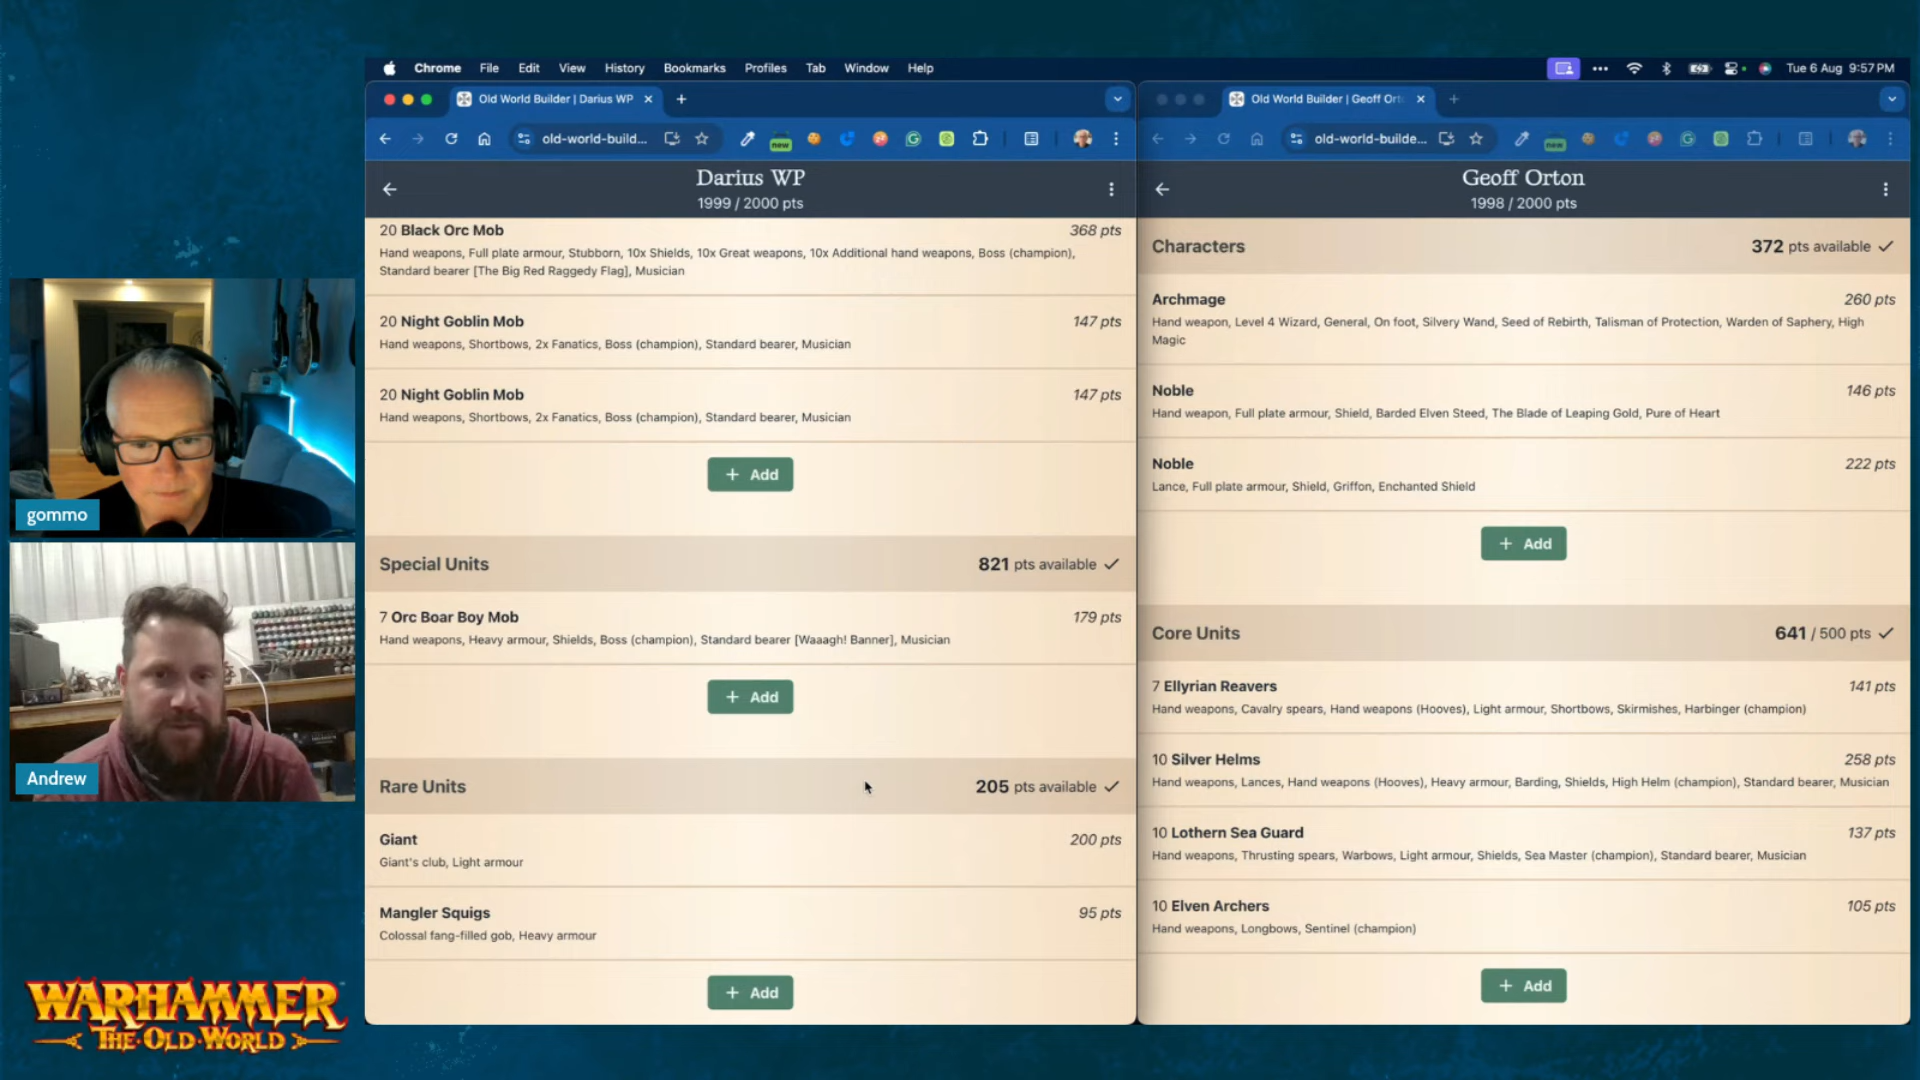 Chrome File Edit View History Bookmarks Profiles Tab Window Help
Tue 6 Aug 9:57 PM
Old World Builder | Darius WP
old-world-build...
new
Darius WP
1999 / 2000 pts
20 Black Orc Mob 368 pts
Hand weapons, Full plate armour, Stubborn, 10x Shields, 10x Great weapons, 10x Additional hand weapons, Boss (champion),
Standard bearer [The Big Red Raggedy Flag], Musician
20 Night Goblin Mob 147 pts
Hand weapons, Shortbows, 2x Fanatics, Boss (champion), Standard bearer, Musician
20 Night Goblin Mob 147 pts
Hand weapons, Shortbows, 2x Fanatics, Boss (champion), Standard bearer, Musician
+ Add
Special Units 821 pts available
7 Orc Boar Boy Mob 179 pts
Hand weapons, Heavy armour, Shields, Boss (champion), Standard bearer [Waaagh! Banner], Musician
+ Add
Rare Units 205 pts available
Giant 200 pts
Giant's club, Light armour
Mangler Squigs 95 pts
Colossal fang-filled gob, Heavy armour
+ Add
Old World Builder | Geoff Ort
old-world-builde...
new
Geoff Orton
1998 / 2000 pts
Characters 372 pts available
Archmage 260 pts
Hand weapon, Level 4 Wizard, General, On foot, Silvery Wand, Seed of Rebirth, Talisman of Protection, Warden of Saphery, High
Magic
Noble 146 pts
Hand weapon, Full plate armour, Shield, Barded Elven Steed, The Blade of Leaping Gold, Pure of Heart
Noble 222 pts
Lance, Full plate armour, Shield, Griffon, Enchanted Shield
+ Add
Core Units 641 / 500 pts
7 Ellyrian Reavers 141 pts
Hand weapons, Cavalry spears, Hand weapons (Hooves), Light armour, Shortbows, Skirmishes, Harbinger (champion)
10 Silver Helms 258 pts
Hand weapons, Lances, Hand weapons (Hooves), Heavy armour, Barding, Shields, High Helm (champion), Standard bearer, Musician
10 Lothern Sea Guard 137 pts
Hand weapons, Thrusting spears, Warbows, Light armour, Shields, Sea Master (champion), Standard bearer, Musician
10 Elven Archers 105 pts
Hand weapons, Longbows, Sentinel (champion)
+ Add
gommo
Andrew
WARHAMMER
THE·OLD·WORLD